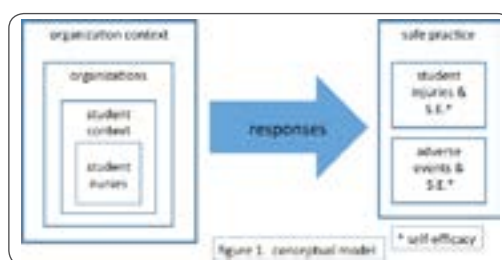 organization context
organizations
student
context
student
nurses
responses
safe practice
student
injuries &
S.E.*
adverse
events &
S.E.*
* self efficacy
figure 1. conceptual model